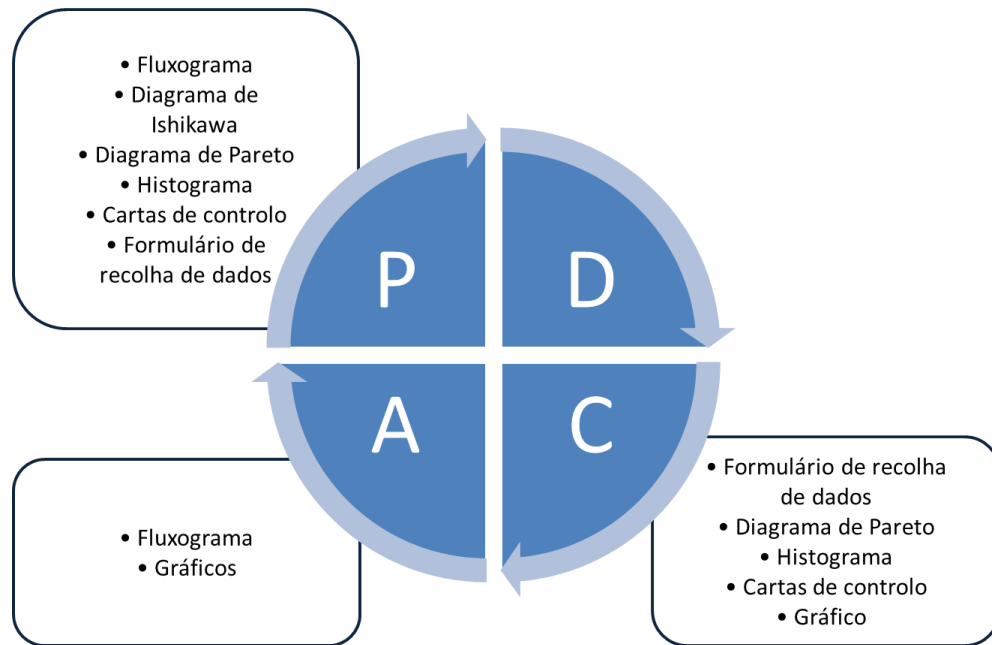 • Fluxograma
• Diagrama de
Ishikawa
• Diagrama de Pareto
• Histograma
• Cartas de controlo
• Formulário de
recolha de dados
P
D
A
C
• Fluxograma
• Gráficos
• Formulário de recolha
de dados
• Diagrama de Pareto
• Histograma
• Cartas de controlo
• Gráfico